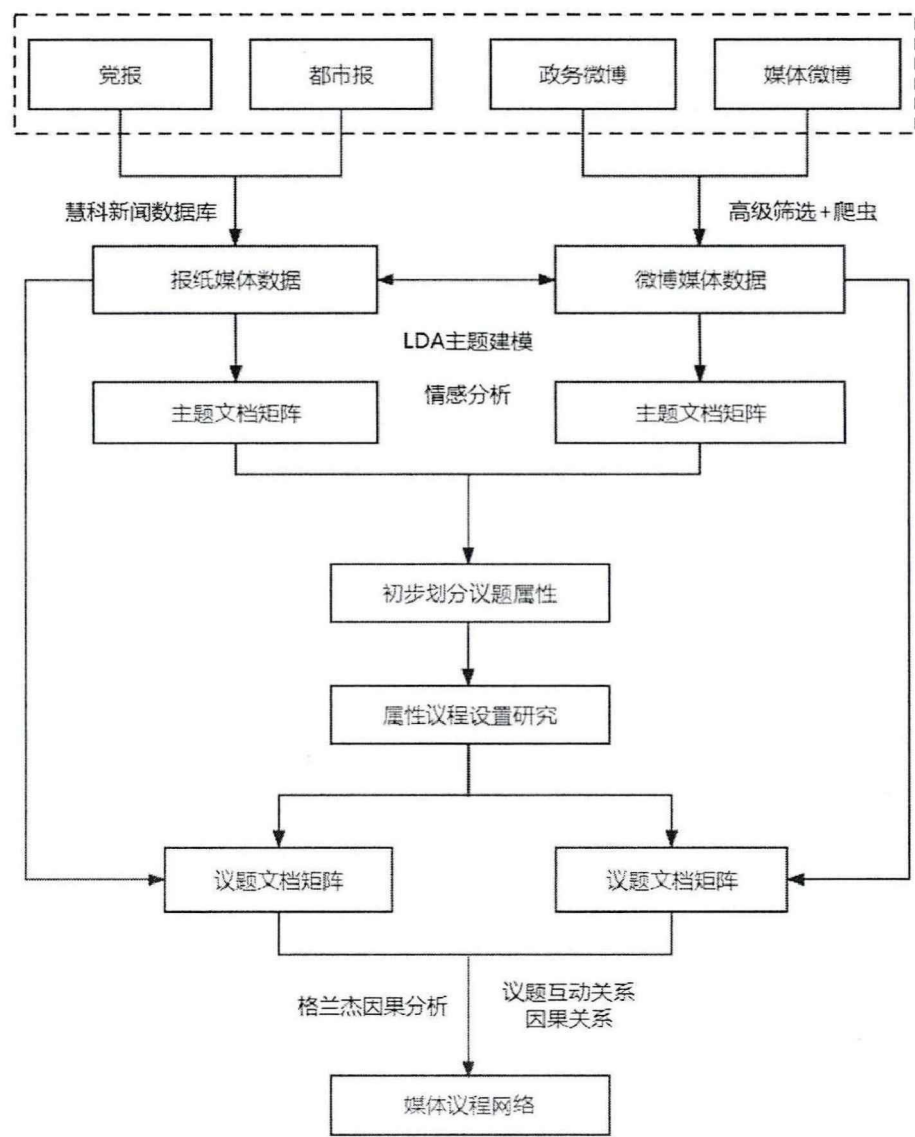 党报
都市报
政务微博
媒体微博
慧科新闻数据库
高级筛选+爬虫
报纸媒体数据
微博媒体数据
LDA主题建模
情感分析
主题文档矩阵
主题文档矩阵
初步划分议题属性
属性议程设置研究
议题文档矩阵
议题文档矩阵
格兰杰因果分析
议题互动关系
因果关系
媒体议程网络